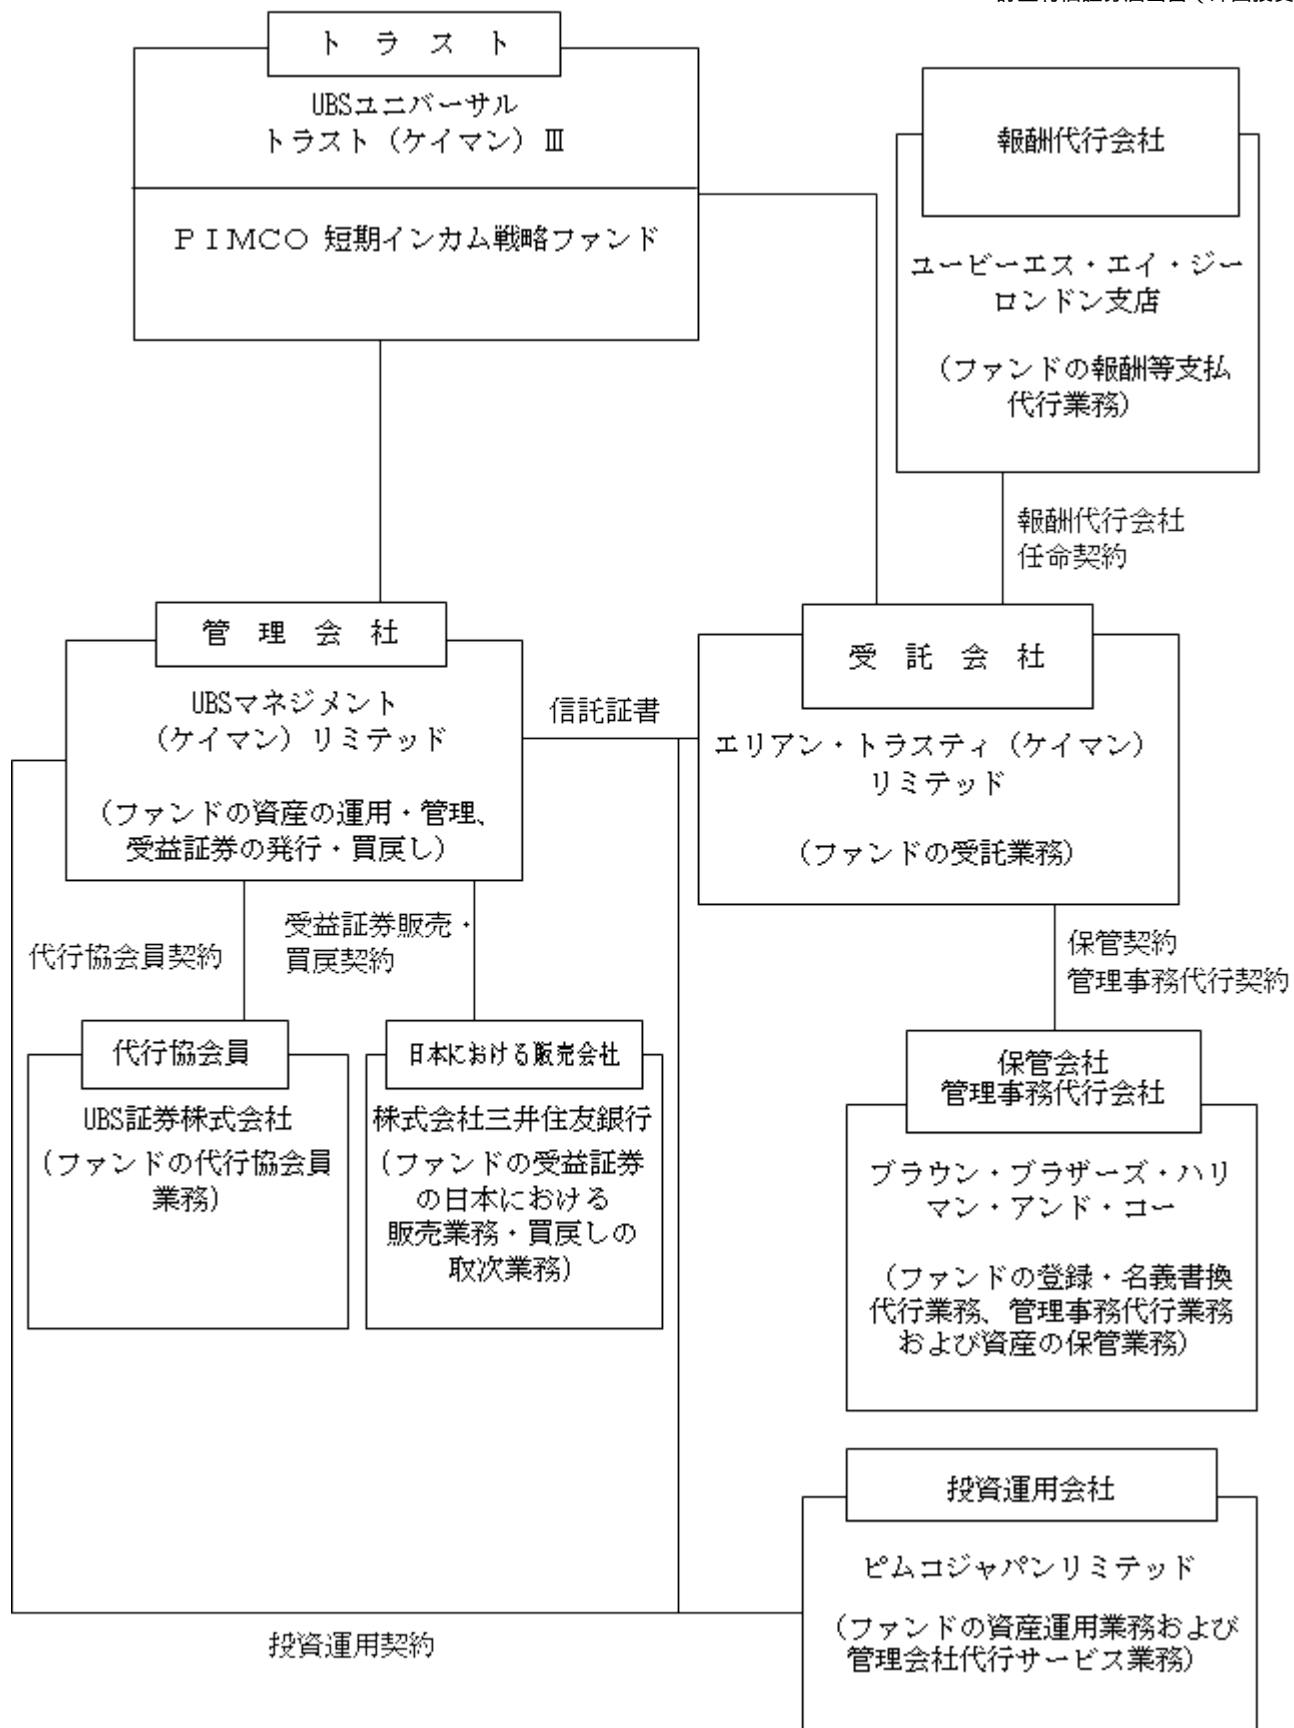 ト ラ ス ト
UBSユニバーサル
トラスト（ケイマン）Ⅲ
ＰＩＭＣＯ 短期インカム戦略ファンド
報酬代行会社
ユービーエス・エイ・ジー
ロンドン支店
（ファンドの報酬等支払
代行業務）
報酬代行会社
任命契約
管 理 会 社
UBSマネジメント
（ケイマン）リミテッド
（ファンドの資産の運用・管理、
受益証券の発行・買戻し）
信託証書
受 託 会 社
エリアン・トラスティ（ケイマン）
リミテッド
（ファンドの受託業務）
代行協会員契約
受益証券販売・
買戻契約
保管契約
管理事務代行契約
代行協会員
UBS証券株式会社
（ファンドの代行協会員
業務）
日本における販売会社
株式会社三井住友銀行
（ファンドの受益証券
の日本における
販売業務・買戻しの
取次業務）
保管会社
管理事務代行会社
ブラウン・ブラザーズ・ハリ
マン・アンド・コー
（ファンドの登録・名義書換
代行業務、管理事務代行業務
および資産の保管業務）
投資運用会社
ピムコジャパンリミテッド
（ファンドの資産運用業務および
管理会社代行サービス業務）
投資運用契約